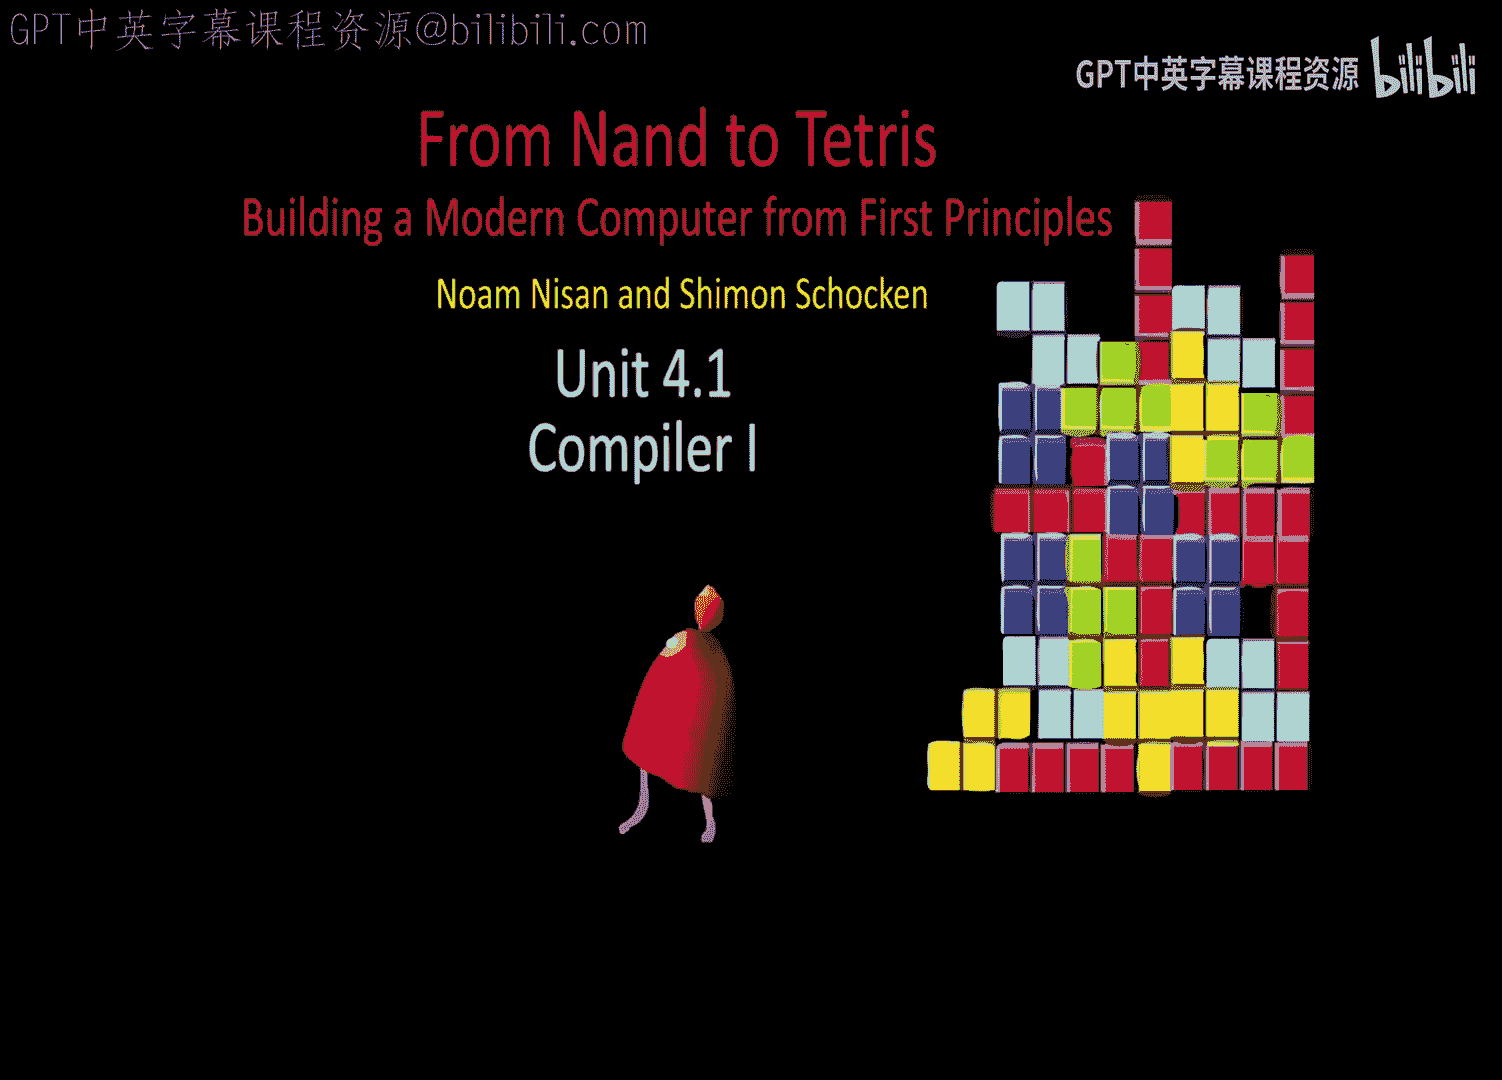 GPT中英字幕课程资源@bilibili.com
GPT中英字幕课程资源 bilibili
From Nand to Tetris
Building a Modern Computer from First Principles
Noam Nisan and Shimon Schocken
Unit 4.1
Compiler I